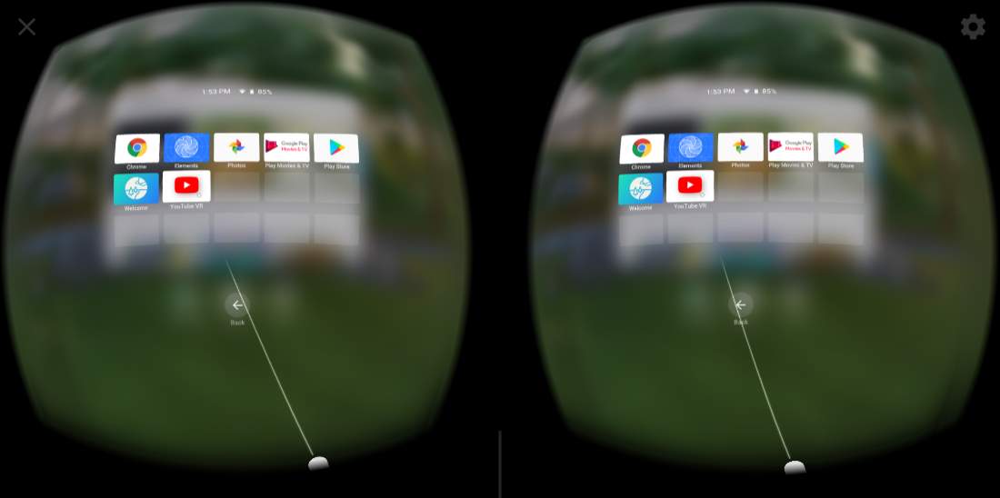 1:53 PM 85%
1:53 PM 85%
Google Play
Movies & TV
Google Play
Movies & TV
Chrome Elements Photos Play Movies & TV Play Store
Chrome Elements Photos Play Movies & TV Play Store
Welcome YouTube VR
Welcome YouTube VR
Back
Back